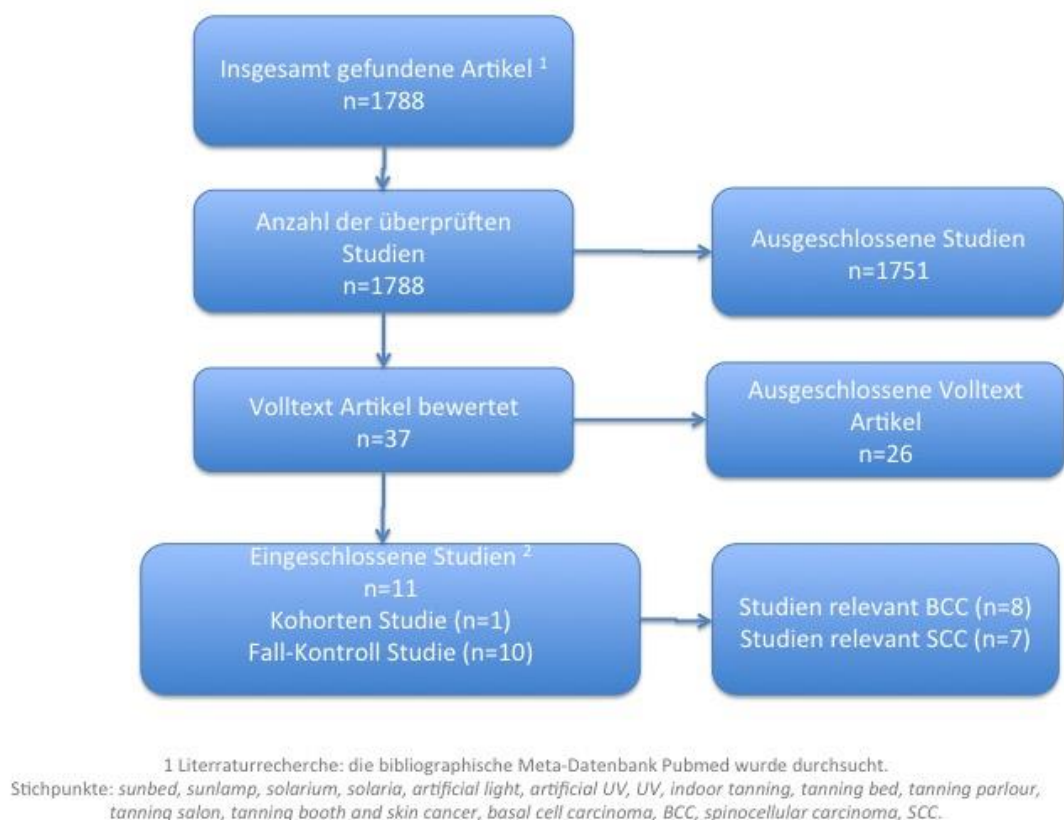 Insgesamt gefundene Artikel 1
n=1788
Anzahl der überprüften
Studien
n=1788
Ausgeschlossene Studien
n=1751
Volltext Artikel bewertet
n=37
Ausgeschlossene Volltext
Artikel
n=26
Eingeschlossene Studien 2
n=11
Kohorten Studie (n=1)
Fall-Kontroll Studie (n=10)
Studien relevant BCC (n=8)
Studien relevant SCC (n=7)
1 Literraturrecherche: die bibliographische Meta-Datenbank Pubmed wurde durchsucht.
Stichpunkte: sunbed, sunlamp, solarium, solaria, artificial light, artificial UV, UV, indoor tanning, tanning bed, tanning parlour,
tanning salon, tanning booth and skin cancer, basal cell carcinoma, BCC, spinocellular carcinoma, SCC.